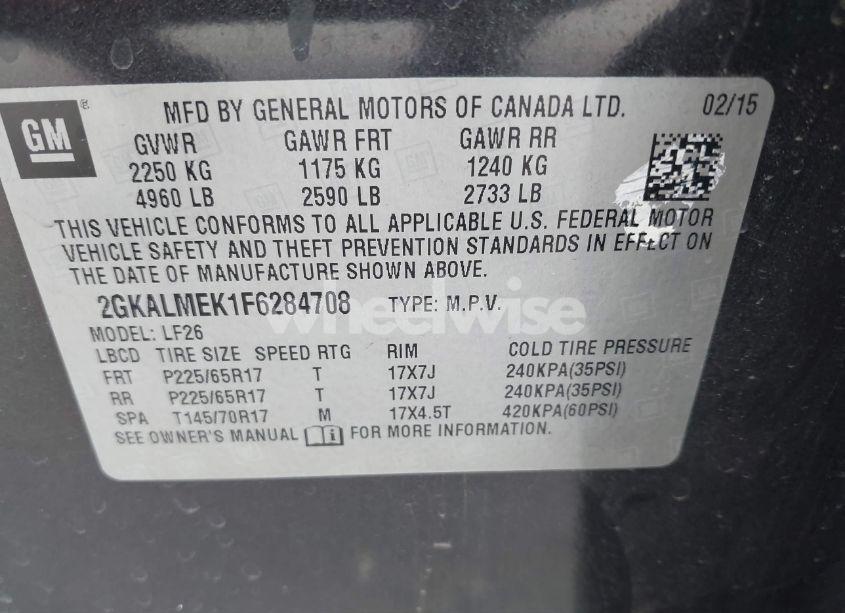 GM ®
MFD BY GENERAL MOTORS OF CANADA LTD. 02/15
GVWR GAWR FRT GAWR RR
2250 KG 1175 KG 1240 KG
4960 LB 2590 LB 2733 LB
THIS VEHICLE CONFORMS TO ALL APPLICABLE U.S. FEDERAL MOTOR
VEHICLE SAFETY AND THEFT PREVENTION STANDARDS IN EFFECT ON
THE DATE OF MANUFACTURE SHOWN ABOVE.
2GKALMEK1F6284708 TYPE: M.P.V.
wheelwise
MODEL: LF26
LBCD TIRE SIZE SPEED RTG RIM COLD TIRE PRESSURE
FRT P225/65R17 T 17X7J 240KPA(35PSI)
RR P225/65R17 T 17X7J 240KPA(35PSI)
SPA T145/70R17 M 17X4.5T 420KPA(60PSI)
SEE OWNER'S MANUAL i FOR MORE INFORMATION.